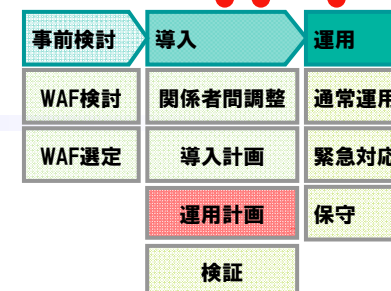 事前検討 導入 運用
WAF検討 関係者間調整 通常運用
WAF選定 導入計画 緊急対応
運用計画 保守
検証